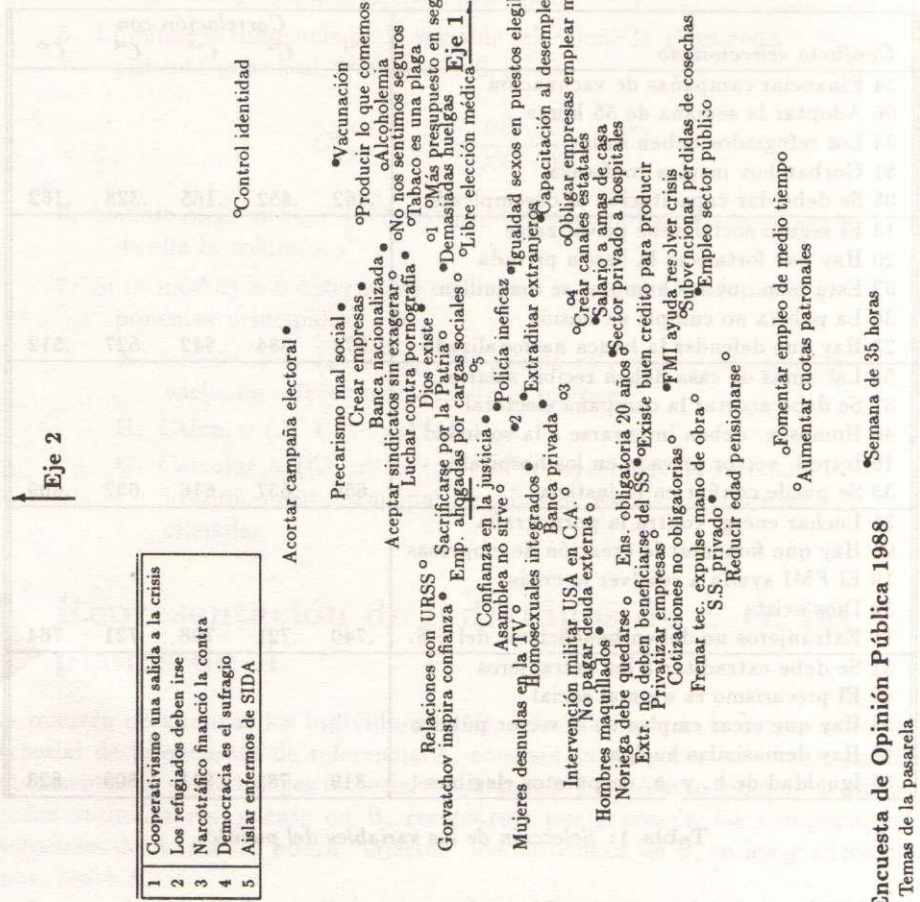 Eje 2
1 Cooperativismo una salida a la crisis
2 Los refugiados deben irse
3 Narcotráfico financió la contra
4 Democracia es el sufragio
5 Aislar enfermos de SIDA
Control identidad
Acortar campaña electoral
Vacunación
Producir lo que comemos
Precarismo mal social
Alcoholemia
Crear empresas
No nos sentimos seguros
Banca nacionalizada
Tabaco es una plaga
Aceptar sindicatos sin exagerar
1 Más presupuesto en
Luchar contra pornografía
Demasiadas huelgas
Eje 1
Dios existe
Libre elección médica
Relaciones con URSS
Sacrificarse por la Patria
Gorvachov inspira confianza
Emp. ahogadas por cargas sociales
5
Confianza en la justicia
Policía ineficaz
Igualdad sexos en puestos
Asamblea no sirve
2
Mujeres desnudas en la TV
Homosexuales integrados
Extraditar extranjeros
Capacitación al desempleo
Banca privada
3
4
Obligar empresas emplear
Intervención militar USA en C.A.
Crear canales estatales
No pagar deuda externa
Salario a amas de casa
Hombres maquillados
Sector privado a hospitales
Noriega debe quedarse
Ens. obligatoria 20 años
Extr. no deben beneficiarse del SS
Facilite buen crédito para producir
Privatizar empresas
FMI ayuda resolver crisis
Cotizaciones no obligatorias
Subvencionar pérdidas de cosechas
Formar tec. expulse mano de obra
Empleo sector público
S.S. privado
Reducir edad pensionarse
Fomentar empleo de medio tiempo
Aumentar cuotas patronales
Semana de 35 horas
Encuesta de Opinión Pública 1988
Temas de la pasarela